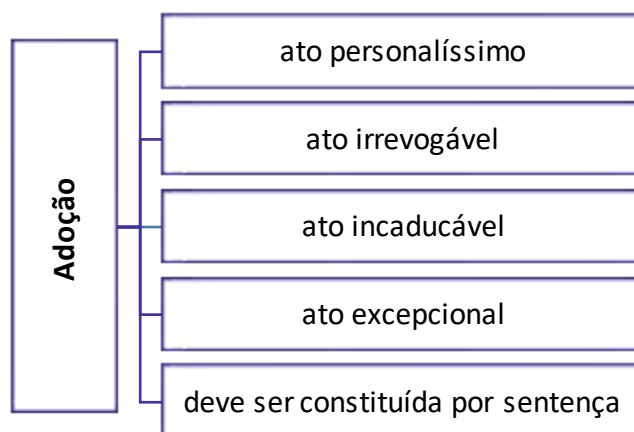 Adoção
ato personalíssimo
ato irrevogável
ato incaducável
ato excepcional
deve ser constituída por sentença